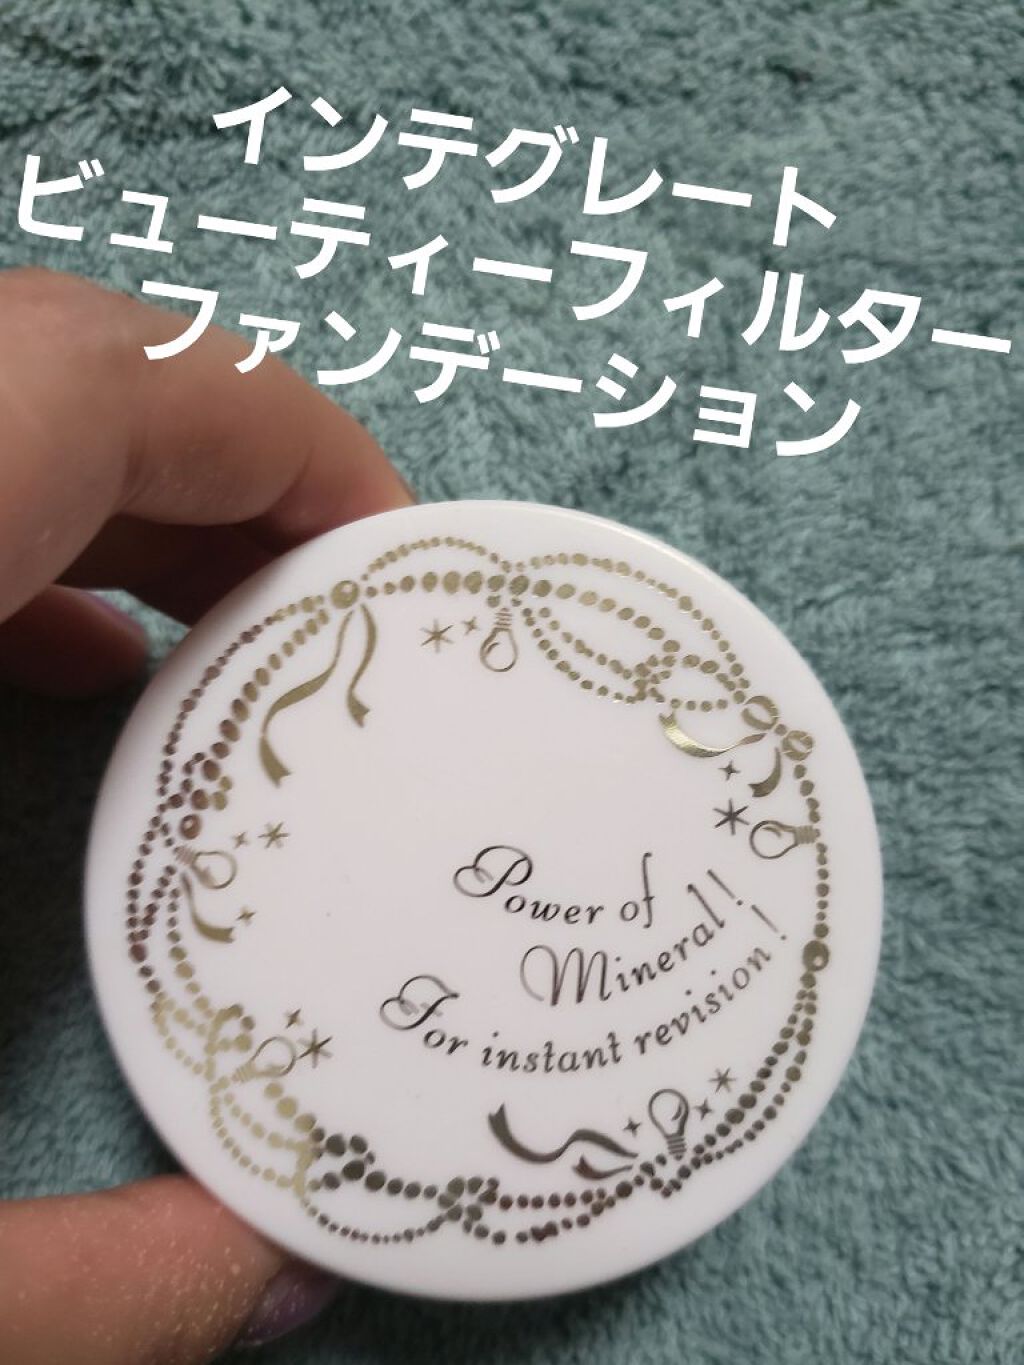 インテグレート
ビューティーフィルター
ファンデーション
Power of
Mineral!
For instant revision!